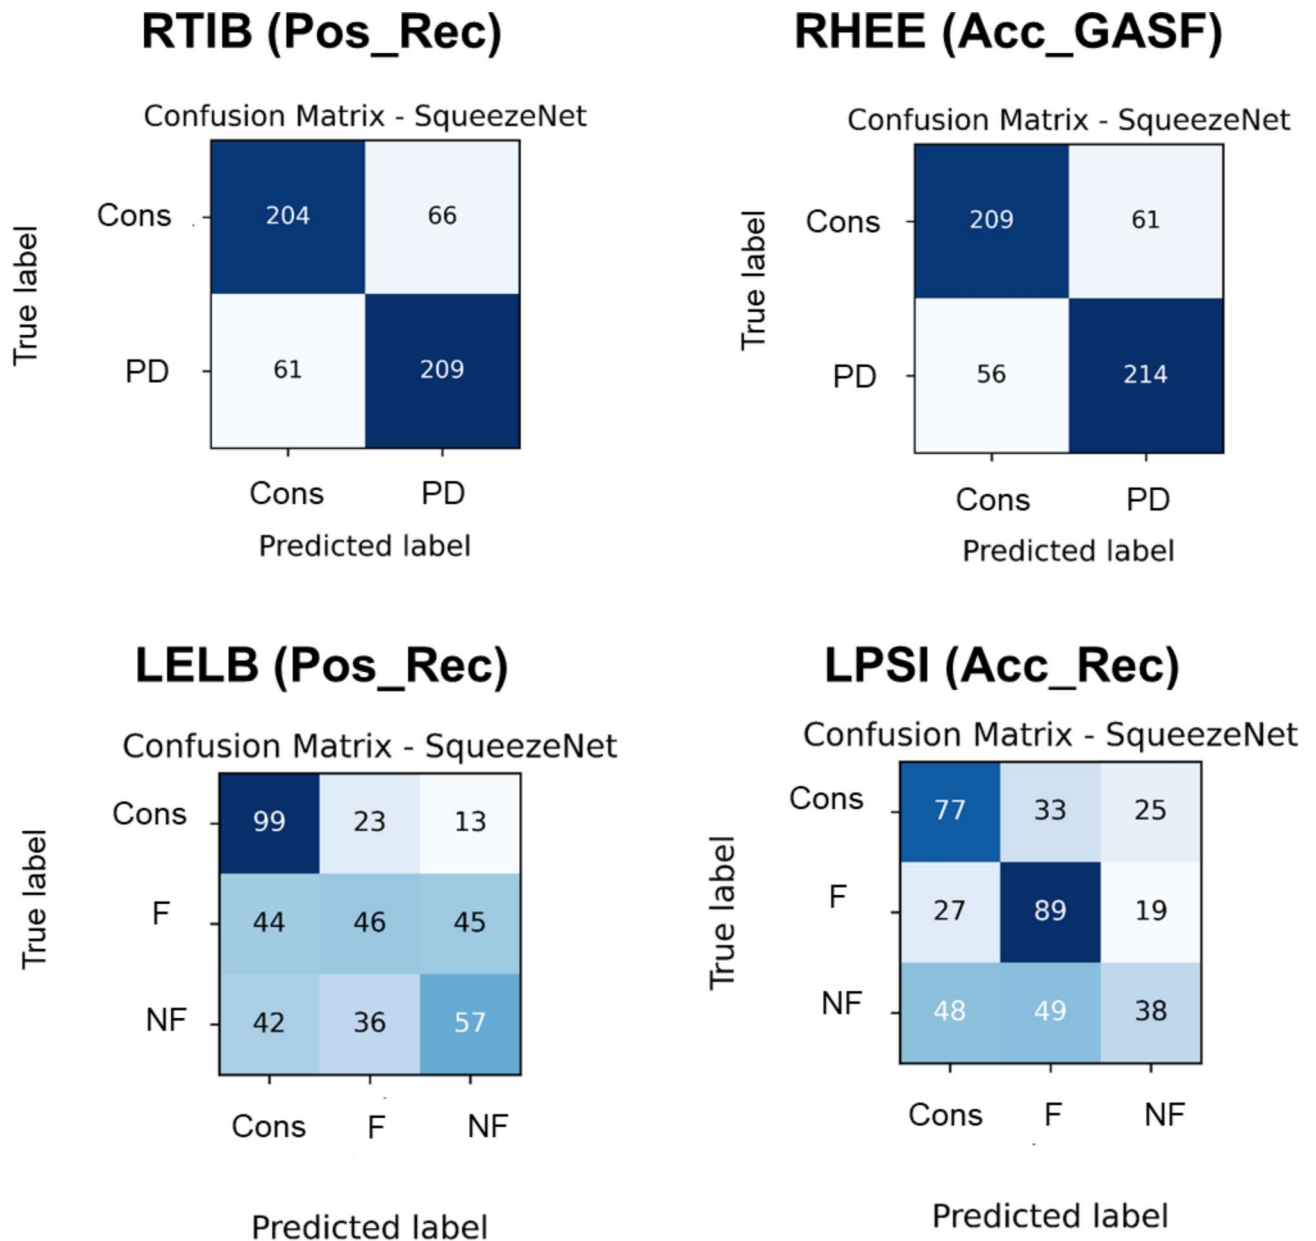 RTIB (Pos_Rec)
Confusion Matrix - SqueezeNet
True label
Cons
204 66
PD
61 209
Cons PD
Predicted label
RHEE (Acc_GASF)
Confusion Matrix - SqueezeNet
True label
Cons
209 61
PD
56 214
Cons PD
Predicted label
LELB (Pos_Rec)
Confusion Matrix - SqueezeNet
True label
Cons
99 23 13
F
44 46 45
NF
42 36 57
Cons F NF
Predicted label
LPSI (Acc_Rec)
Confusion Matrix - SqueezeNet
True label
Cons
77 33 25
F
27 89 19
NF
48 49 38
Cons F NF
Predicted label